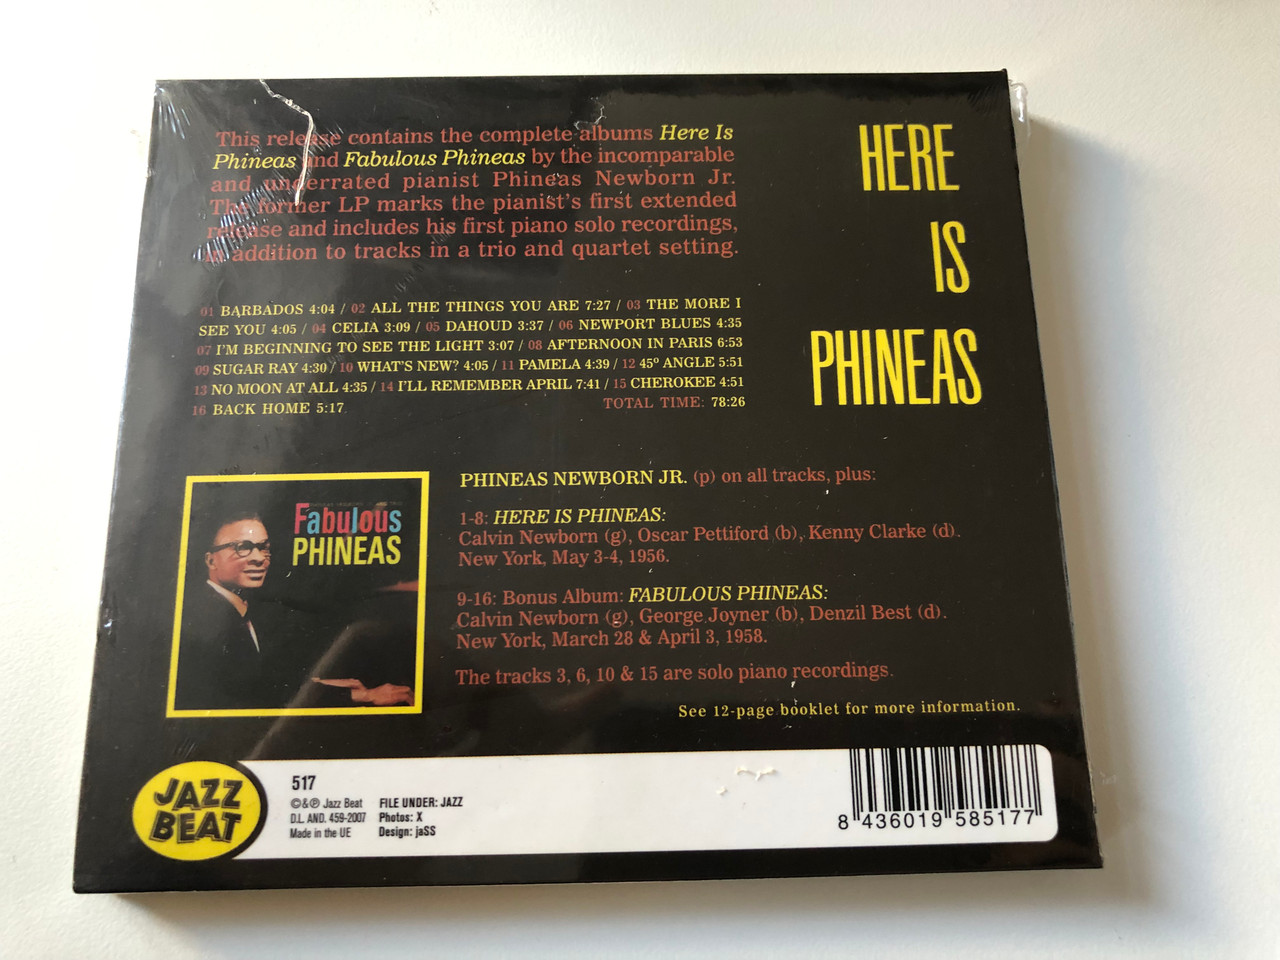 This release contains the complete albums Here Is
Phineas and Fabulous Phineas by the incomparable
and underrated pianist Phineas Newborn Jr.
The former LP marks the pianist's first extended
release and includes his first piano solo recordings,
in addition to tracks in a trio and quartet setting.
HERE
IS
PHINEAS
01 BARBADOS 4:04 / 02 ALL THE THINGS YOU ARE 7:27 / 03 THE MORE I
SEE YOU 4:05 / 04 CELIA 3:09 / 05 DAHOUD 3:37 / 06 NEWPORT BLUES 4:35
07 I'M BEGINNING TO SEE THE LIGHT 3:07 / 08 AFTERNOON IN PARIS 6:53
09 SUGAR RAY 4:30 / 10 WHAT'S NEW? 4:05 / 11 PAMELA 4:39 / 12 45º ANGLE 5:51
13 NO MOON AT ALL 4:35 / 14 I'LL REMEMBER APRIL 7:41 / 15 CHEROKEE 4:51
16 BACK HOME 5:17 TOTAL TIME: 78:26
Fabulous
PHINEAS
PHINEAS NEWBORN JR. (p) on all tracks, plus:
1-8: HERE IS PHINEAS:
Calvin Newborn (g), Oscar Pettiford (b), Kenny Clarke (d).
New York, May 3-4, 1956.
9-16: Bonus Album: FABULOUS PHINEAS:
Calvin Newborn (g), George Joyner (b), Denzil Best (d).
New York, March 28 & April 3, 1958.
The tracks 3, 6, 10 & 15 are solo piano recordings.
See 12-page booklet for more information.
JAZZ
BEAT
517
©&℗ Jazz Beat
D.L. AND. 459-2007
Made in the UE
FILE UNDER: JAZZ
Photos: X
Design: jaSS
8 436019 585177